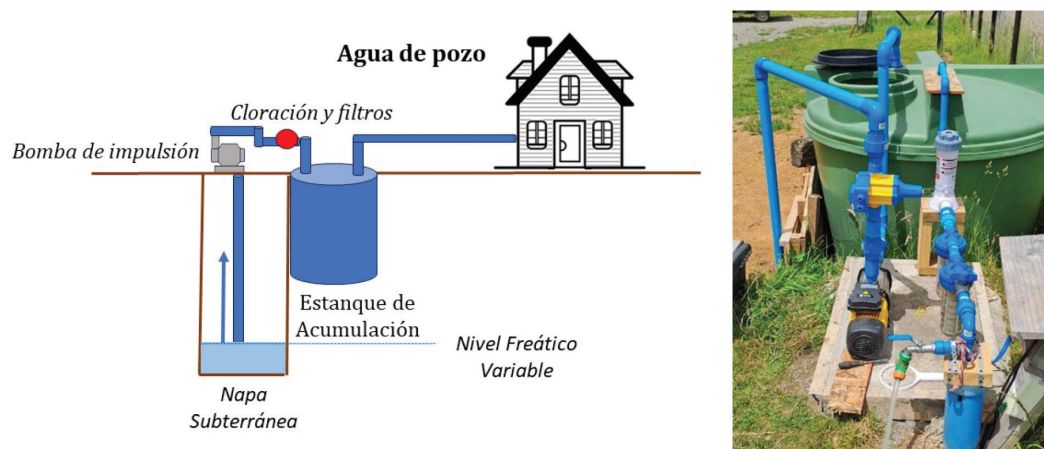 Agua de pozo
Cloración y filtros
Bomba de impulsión
Estanque de
Acumulación
Nivel Freático
Variable
Napa
Subterránea